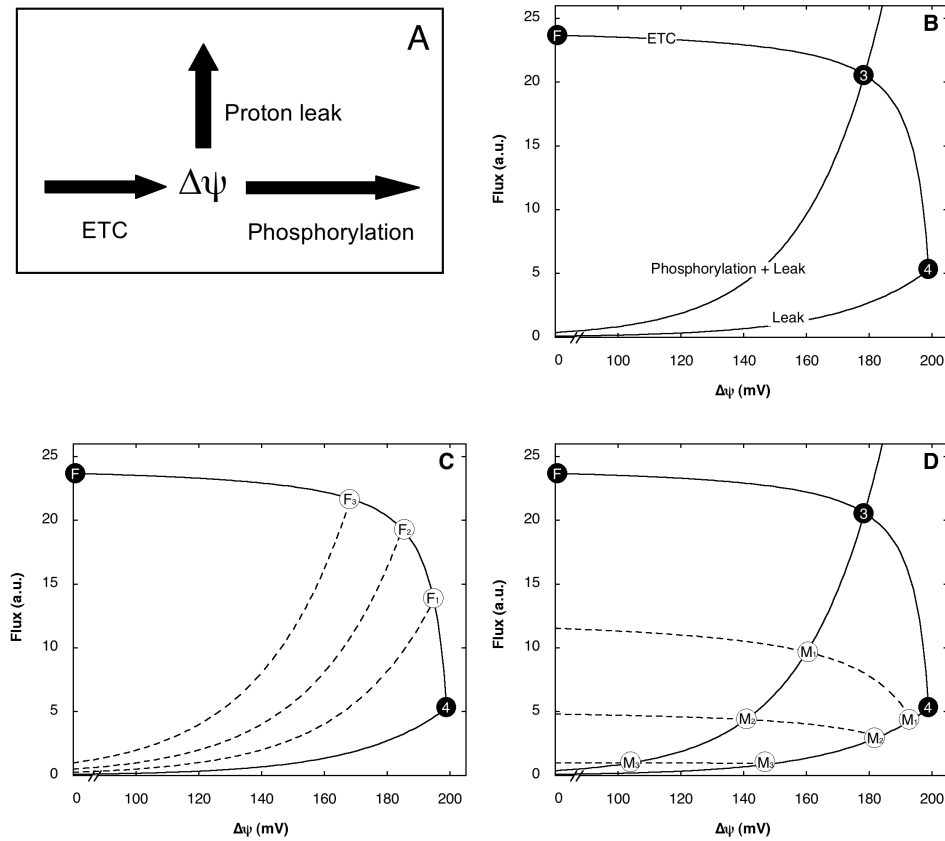 A
Proton leak
Δψ
ETC
Phosphorylation
B
25
20
15
10
5
0
Flux (a.u.)
F
ETC
3
Phosphorylation + Leak
4
Leak
0 100 120 140 160 180 200
Δψ (mV)
C
25
20
15
10
5
0
Flux (a.u.)
F
F₃
F₂
F₁
4
0 100 120 140 160 180 200
Δψ (mV)
D
25
20
15
10
5
0
Flux (a.u.)
F
3
M₁
M₂ M₁
4
M₂
M₃ M₃
0 100 120 140 160 180 200
Δψ (mV)